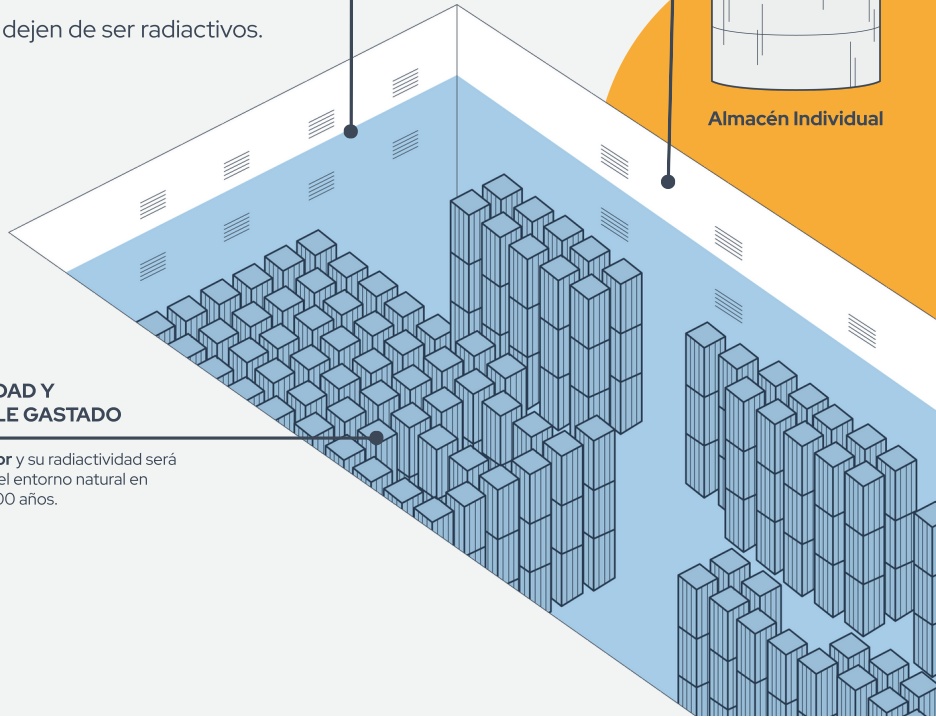 dejen de ser radiactivos.
Almacén Individual
DAD Y
LE GASTADO
or y su radiactividad será
el entorno natural en
00 años.